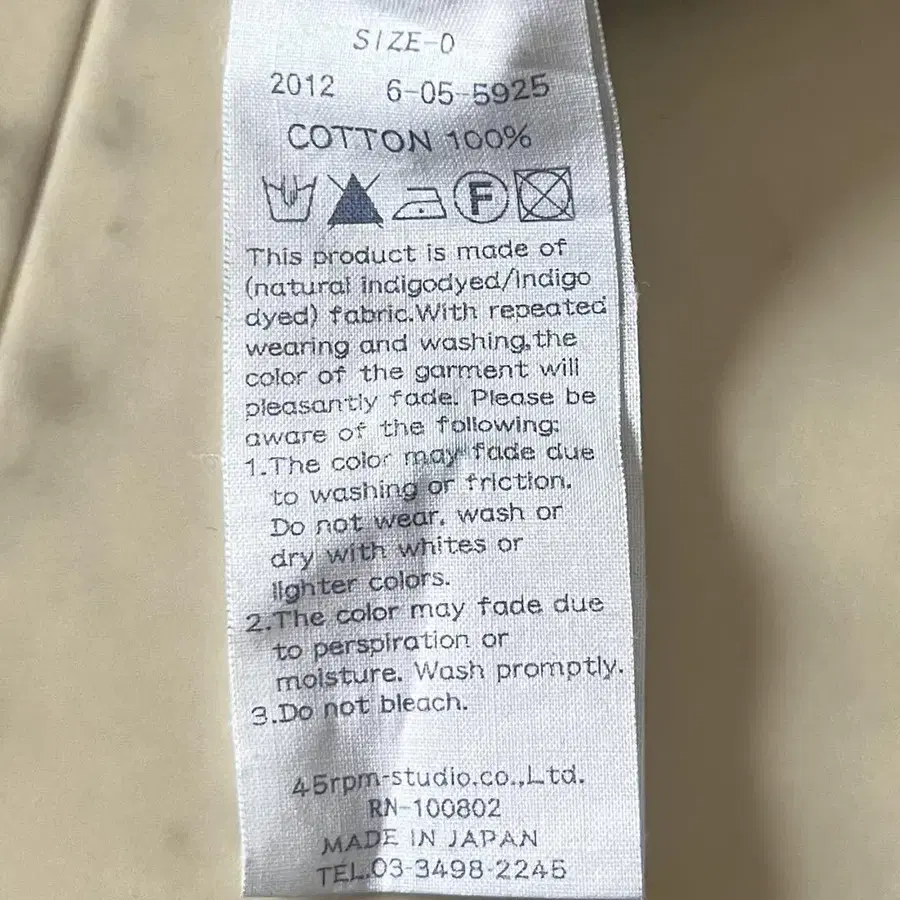 SIZE-0
2012 6-05-5925
COTTON 100%
F
This product is made of
(natural indigodyed/indigo
dyed) fabric.With repeated
wearing and washing,the
color of the garment will
pleasantly fade. Please be
aware of the following:
1.The color may fade due
to washing or friction.
Do not wear, wash or
dry with whites or
lighter colors.
2.The color may fade due
to perspiration or
moisture. Wash promptly.
3.Do not bleach.
45rpm-studio.co.,Ltd.
RN-100802
MADE IN JAPAN
TEL.03-3498-2245